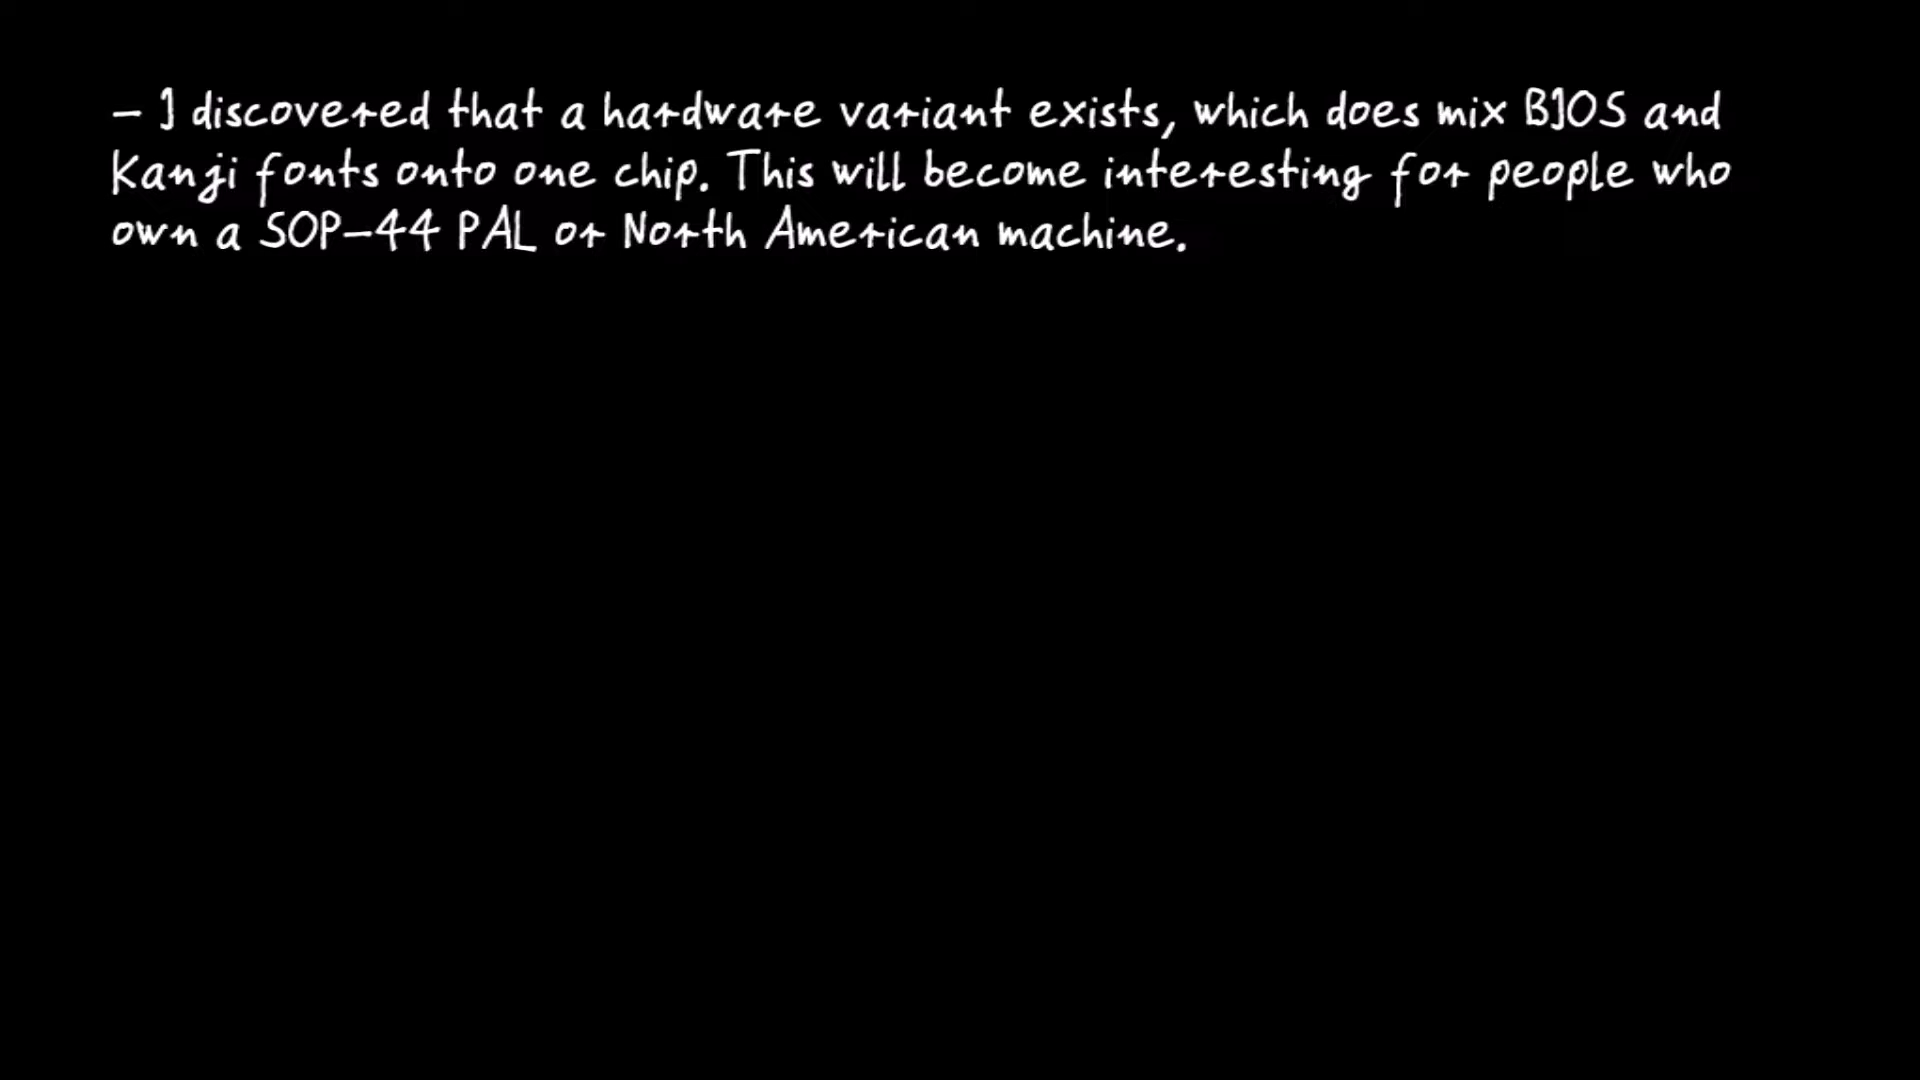 – I discovered that a hardware variant exists, which does mix BIOS and
Kanji fonts onto one chip. This will become interesting for people who
own a SOP-44 PAL or North American machine.